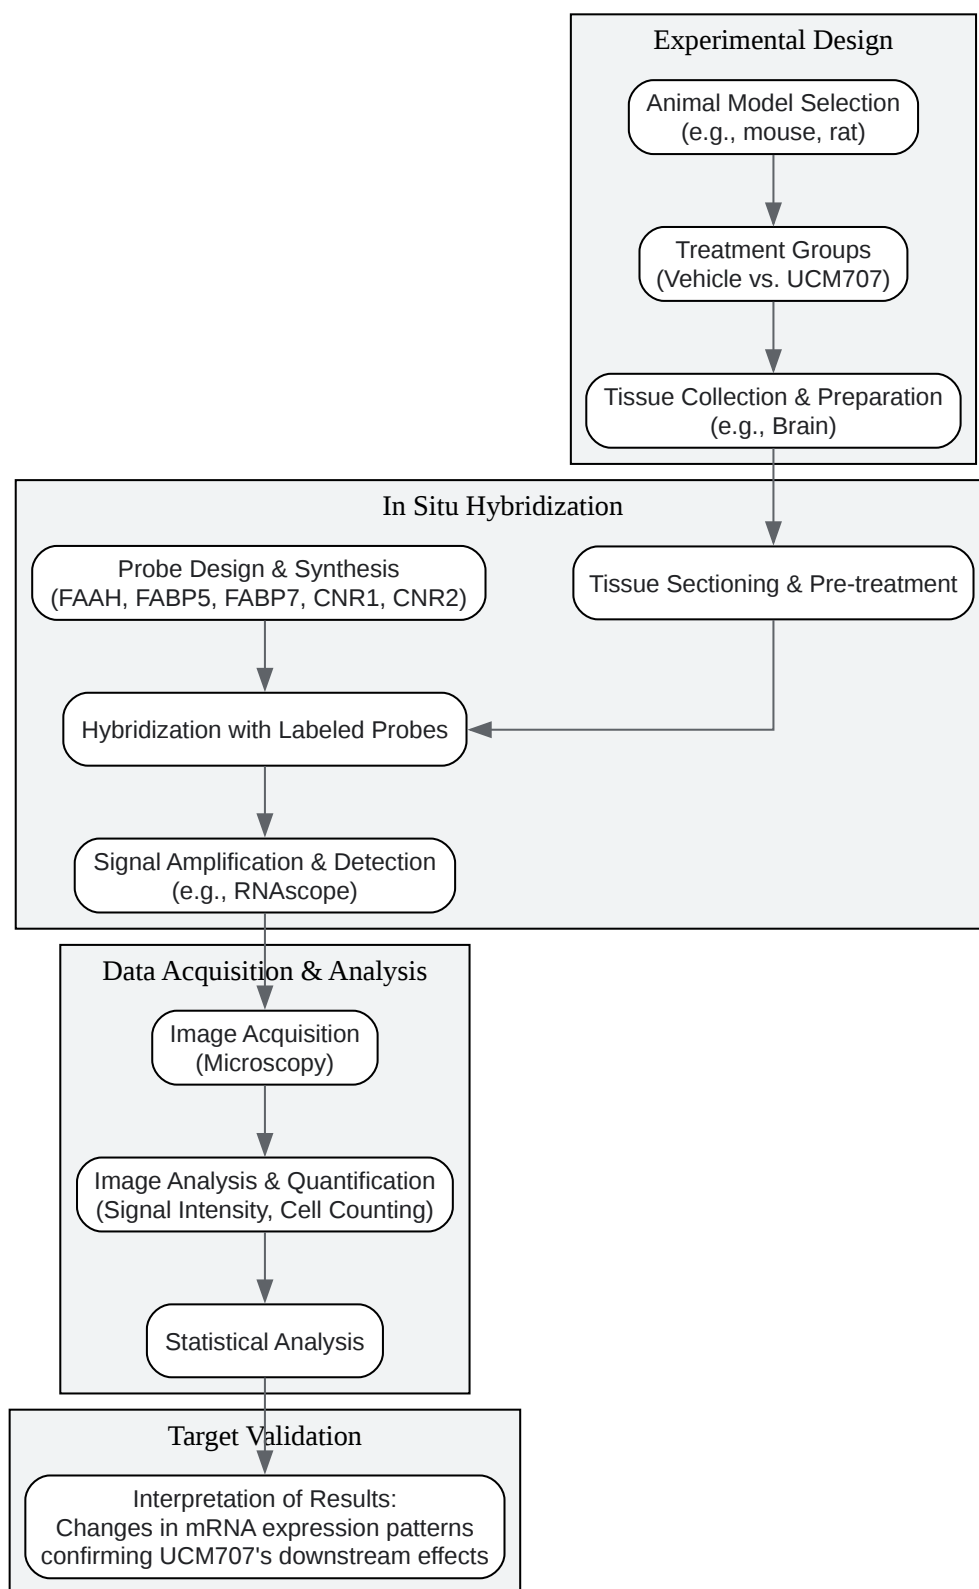 Experimental Design
Animal Model Selection
(e.g., mouse, rat)
Treatment Groups
(Vehicle vs. UCM707)
Tissue Collection & Preparation
(e.g., Brain)
In Situ Hybridization
Probe Design & Synthesis
(FAAH, FABP5, FABP7, CNR1, CNR2)
Tissue Sectioning & Pre-treatment
Hybridization with Labeled Probes
Signal Amplification & Detection
(e.g., RNAscope)
Data Acquisition & Analysis
Image Acquisition
(Microscopy)
Image Analysis & Quantification
(Signal Intensity, Cell Counting)
Statistical Analysis
Target Validation
Interpretation of Results:
Changes in mRNA expression patterns
confirming UCM707's downstream effects